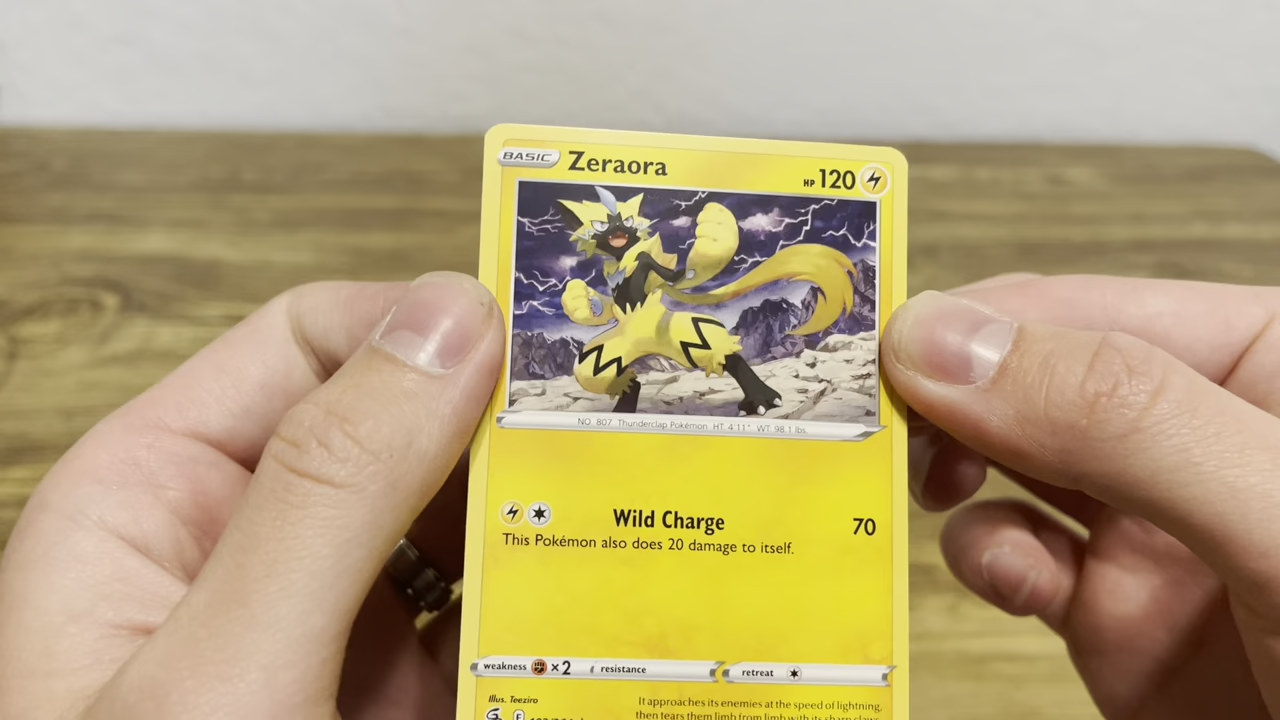 BASIC Zeraora HP 120
NO. 807 Thunderclap Pokémon HT: 4'11" WT: 98.1 lbs.
Wild Charge 70
This Pokémon also does 20 damage to itself.
weakness ×2 resistance retreat
Illus. Teeziro
It approaches its enemies at the speed of lightning,
then tears them limb from limb with its sharp claws.
F